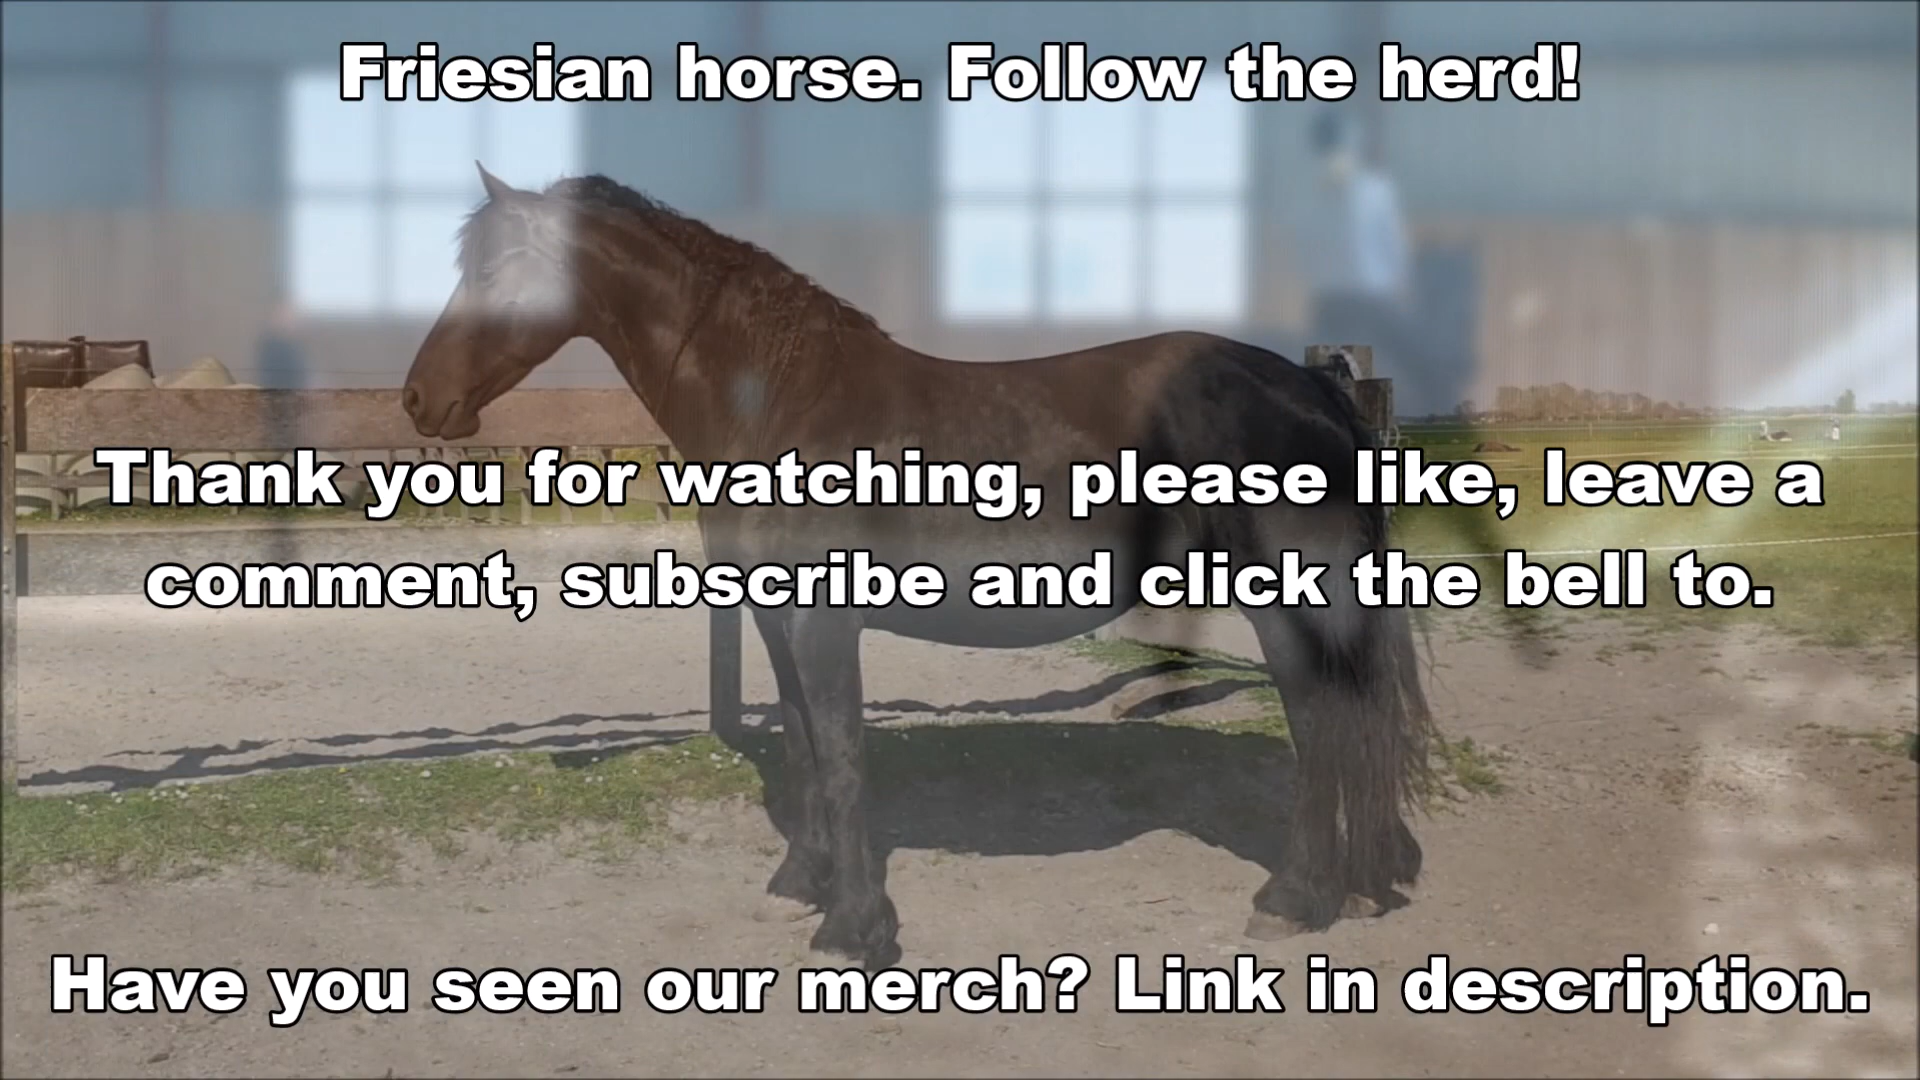 Friesian horse. Follow the herd!
Thank you for watching, please like, leave a
comment, subscribe and click the bell to.
Have you seen our merch? Link in description.